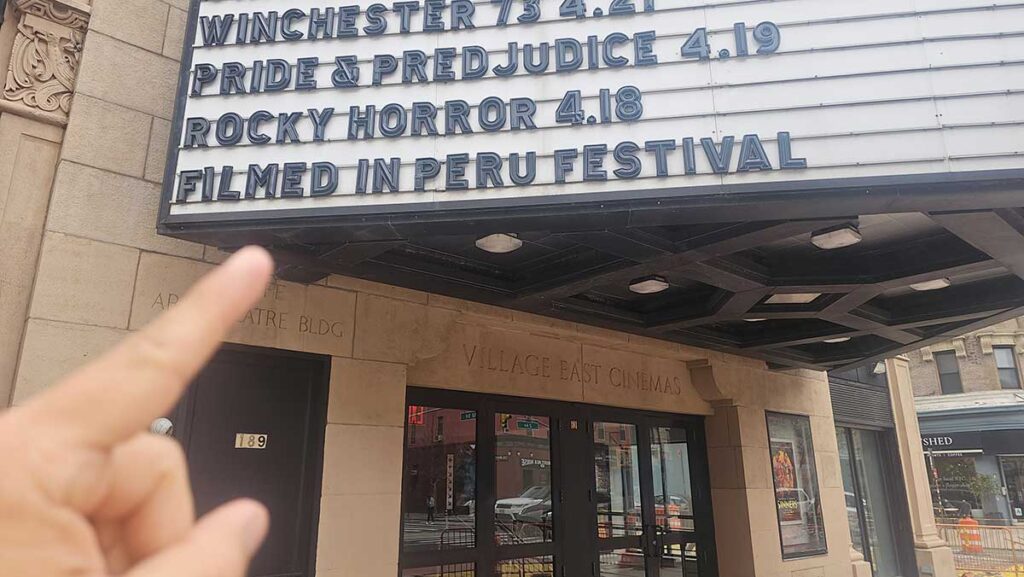 WINCHESTER 73 4.21
PRIDE & PREDJUDICE 4.19
ROCKY HORROR 4.18
FILMED IN PERU FESTIVAL
ATRE BLDG
VILLAGE EAST CINEMAS
189
SHED